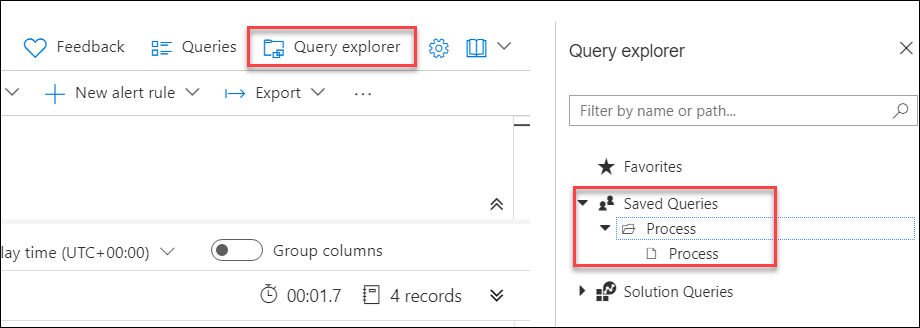 Feedback Queries Query explorer
New alert rule Export ...
lay time (UTC+00:00) Group columns
00:01.7 4 records
Query explorer
Filter by name or path...
Favorites
Saved Queries
Process
Process
Solution Queries